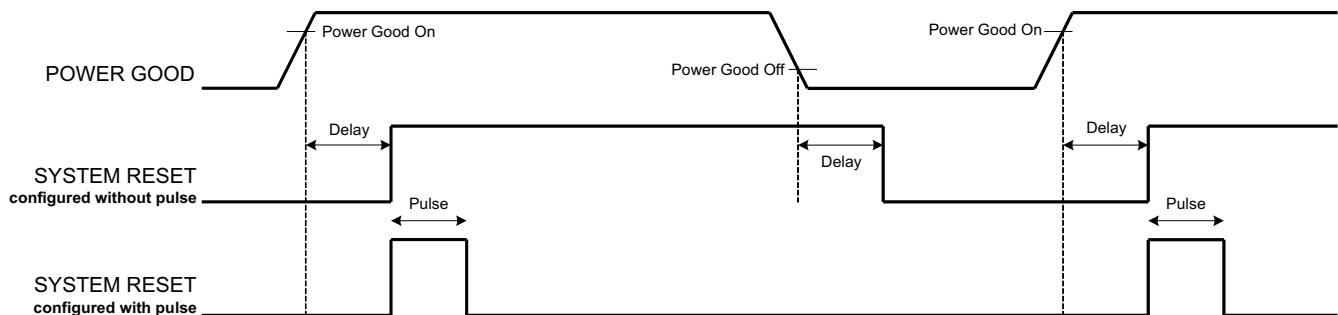 Power Good On
Power Good On
POWER GOOD
Power Good Off
Delay
Delay
Delay
SYSTEM RESET
configured without pulse
Pulse
Pulse
SYSTEM RESET
configured with pulse